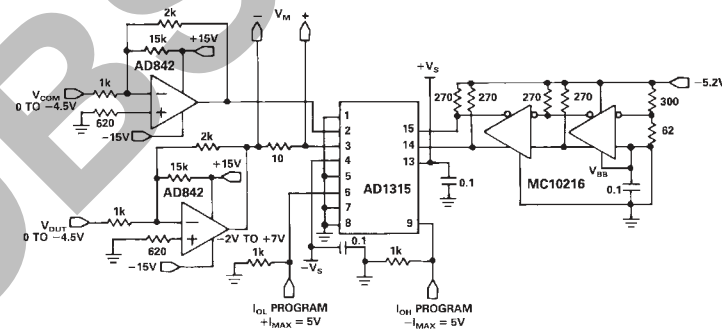 2k
− V_M +
15k
+15V
AD842
V_COM
0 TO −4.5V
1k
620
−15V
2k
10
15k
+15V
AD842
V_DUT
0 TO −4.5V
1k
620
−2V TO +7V
−15V
1k
I_OL PROGRAM
+I_MAX = 5V
1
2
3
4
5
6
7
8
15
14
13
9
AD1315
+V_S
0.1
−V_S
0.1
1k
I_OH PROGRAM
−I_MAX = 5V
270
270
270
270
−5.2V
300
62
V_BB
0.1
MC10216
OBS